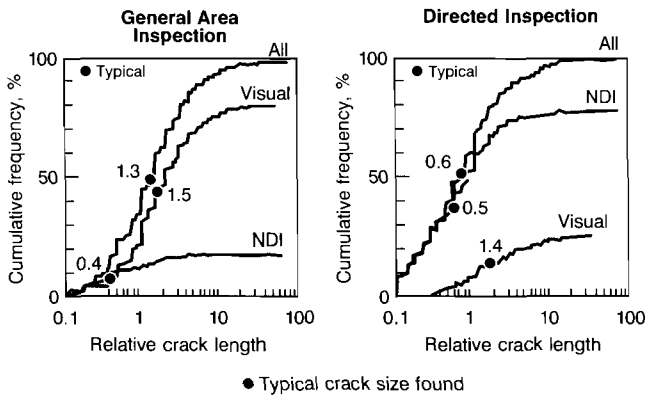 General Area
Inspection
Cumulative frequency, %
100
50
0
● Typical
All
Visual
NDI
1.3
1.5
0.4
0.1
1
10
100
Relative crack length
Directed Inspection
Cumulative frequency, %
100
50
0
● Typical
All
NDI
Visual
0.6
0.5
1.4
0.1
1
10
100
Relative crack length
● Typical crack size found